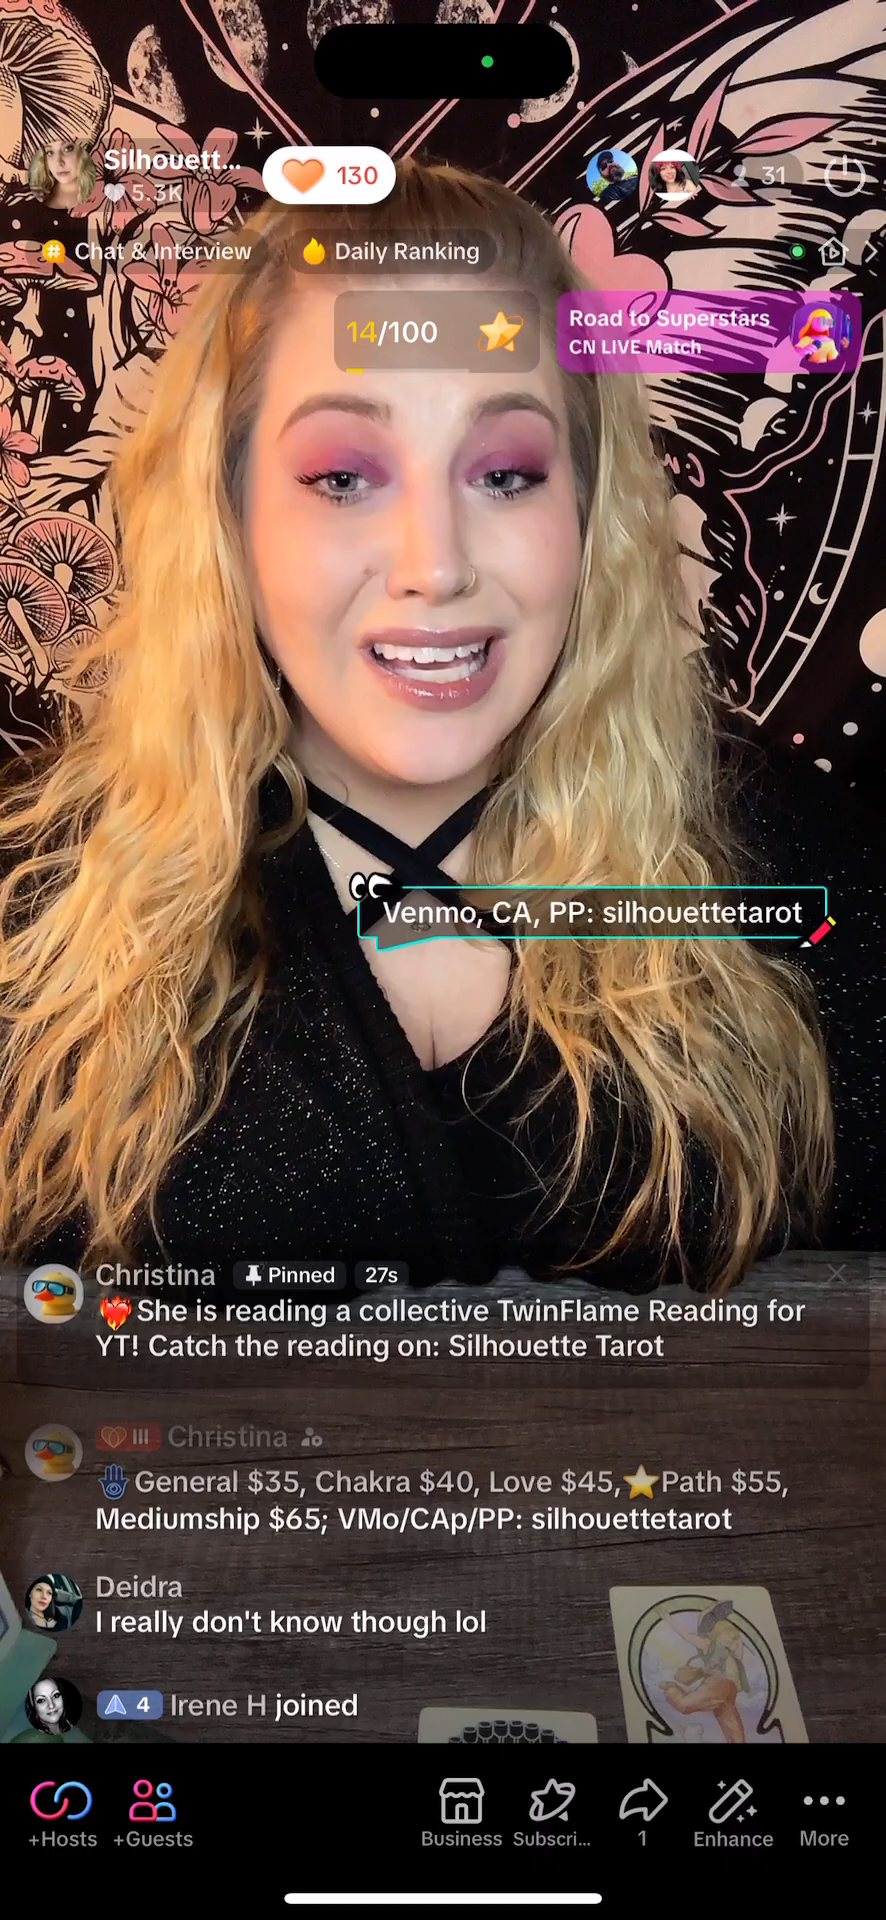 Silhouett...
5.3K
130
31
Chat & Interview
Daily Ranking
14/100
Road to Superstars
CN LIVE Match
Venmo, CA, PP: silhouettetarot
Christina Pinned 27s
She is reading a collective TwinFlame Reading for
YT! Catch the reading on: Silhouette Tarot
III Christina
General $35, Chakra $40, Love $45,⭐Path $55,
Mediumship $65; VMo/CAp/PP: silhouettetarot
Deidra
I really don't know though lol
4 Irene H joined
+Hosts
+Guests
Business
Subscri...
1
Enhance
More